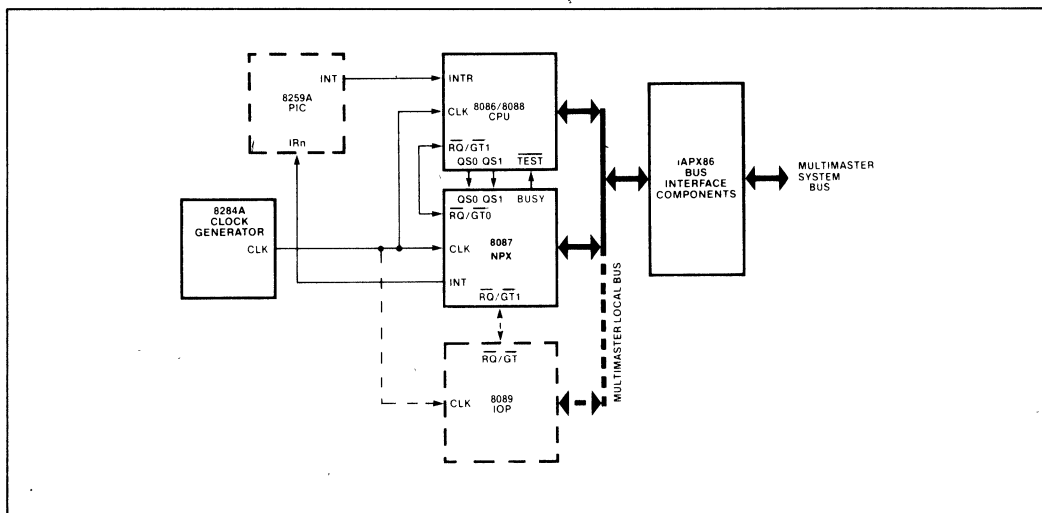 INT
8259A
PIC
IRn
INTR
CLK
8086/8088
CPU
RQ/GT1
QS0 QS1 TEST
QS0 QS1 BUSY
RQ/GT0
CLK
8087
NPX
INT
RQ/GT1
8284A
CLOCK
GENERATOR
CLK
RQ/GT
CLK
8089
IOP
MULTIMASTER LOCAL BUS
iAPX86
BUS
INTERFACE
COMPONENTS
MULTIMASTER
SYSTEM
BUS